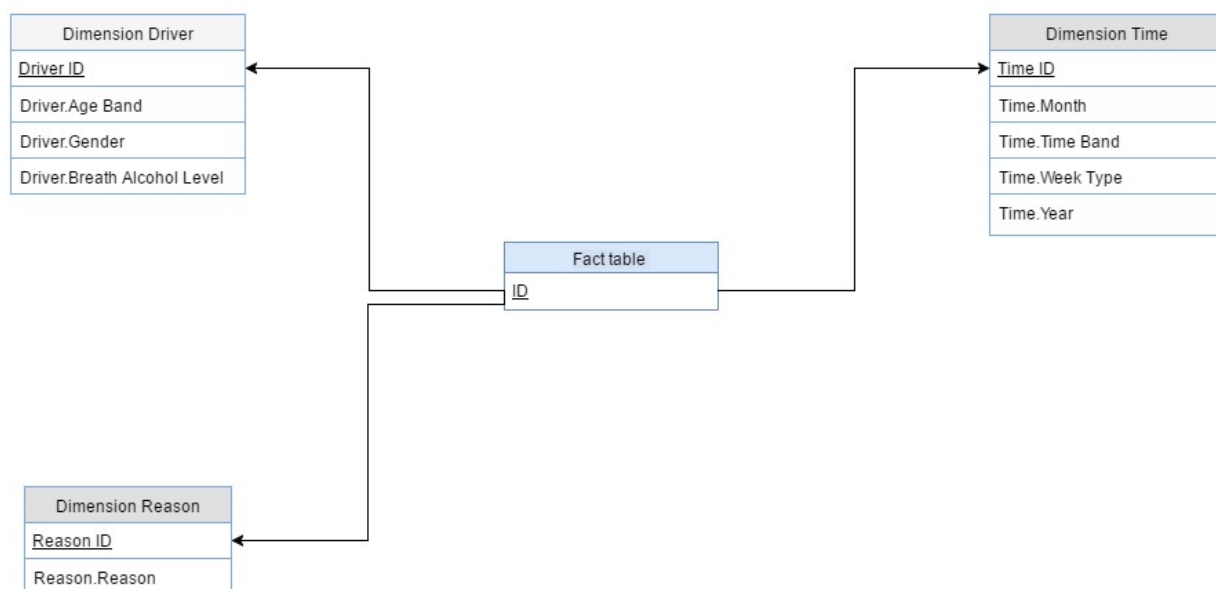 Dimension Driver
Driver ID
Driver.Age Band
Driver.Gender
Driver.Breath Alcohol Level
Dimension Time
Time ID
Time.Month
Time.Time Band
Time.Week Type
Time.Year
Fact table
ID
Dimension Reason
Reason ID
Reason.Reason